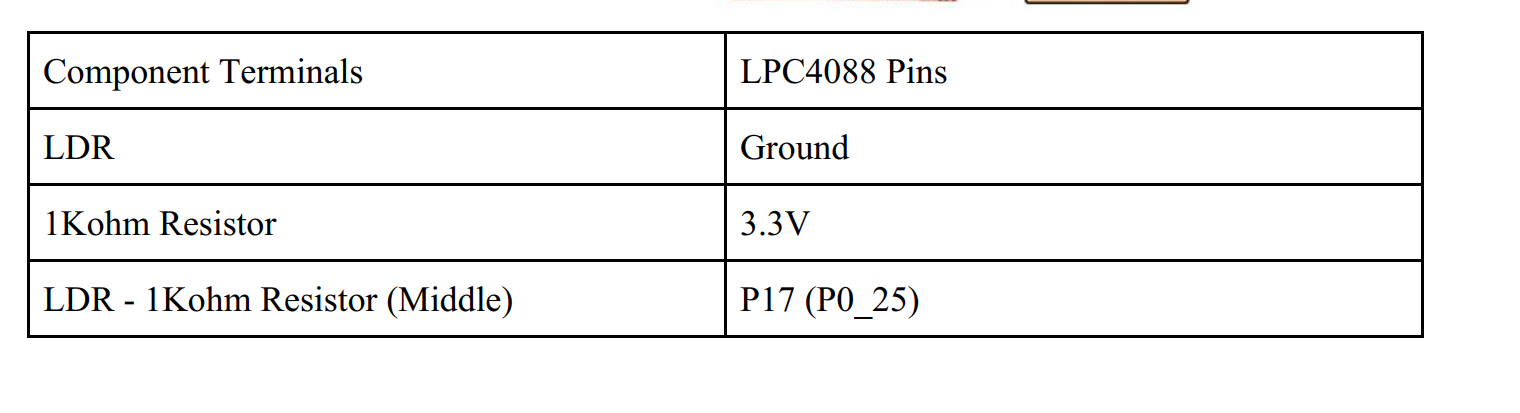 Component Terminals
LPC4088 Pins
LDR
Ground
1Kohm Resistor
3.3V
LDR - 1Kohm Resistor (Middle)
P17 (P0_25)